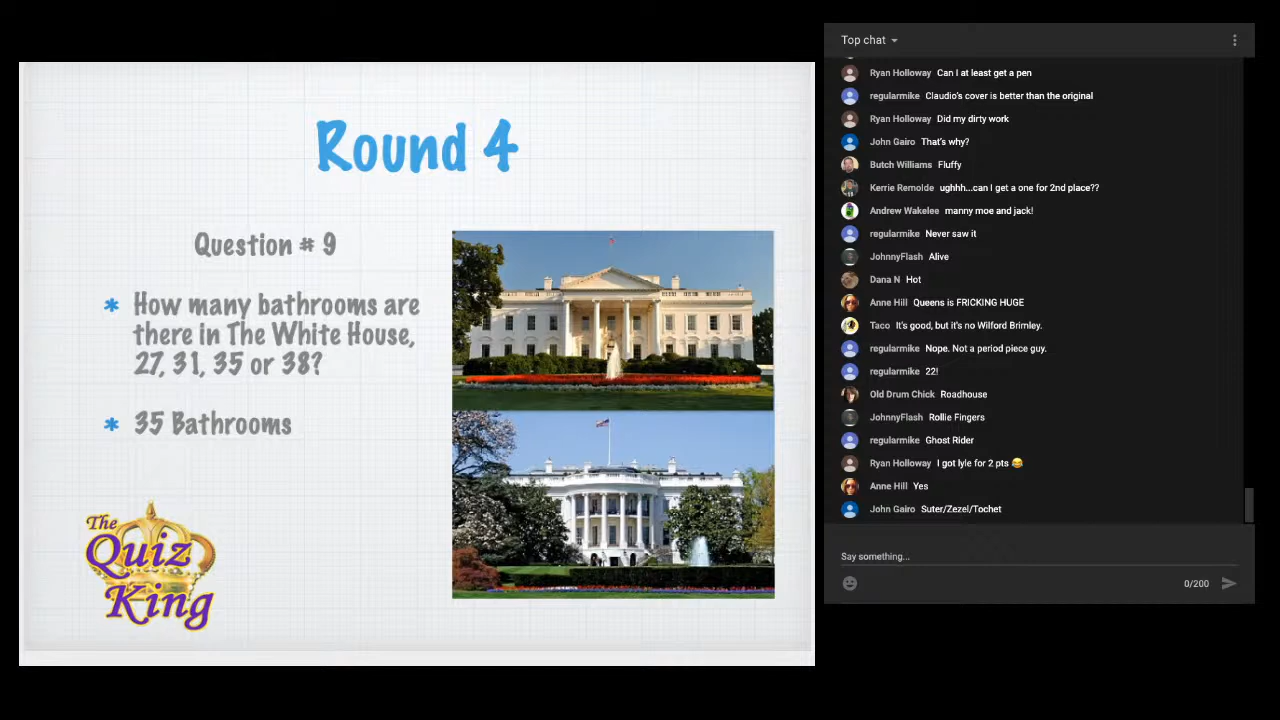 Round 4
Question # 9
* How many bathrooms are
there in The White House,
27, 31, 35 or 38?
* 35 Bathrooms
The
Quiz
King
Top chat
Ryan Holloway Can I at least get a pen
regularmike Claudio's cover is better than the original
Ryan Holloway Did my dirty work
John Gairo That's why?
Butch Williams Fluffy
Kerrie Remolde ughhh...can I get a one for 2nd place??
Andrew Wakelee manny moe and jack!
regularmike Never saw it
JohnnyFlash Alive
Dana N Hot
Anne Hill Queens is FRICKING HUGE
Taco It's good, but it's no Wilford Brimley.
regularmike Nope. Not a period piece guy.
regularmike 22!
Old Drum Chick Roadhouse
JohnnyFlash Rollie Fingers
regularmike Ghost Rider
Ryan Holloway I got lyle for 2 pts 😂
Anne Hill Yes
John Gairo Suter/Zezel/Tochet
Say something...
0/200